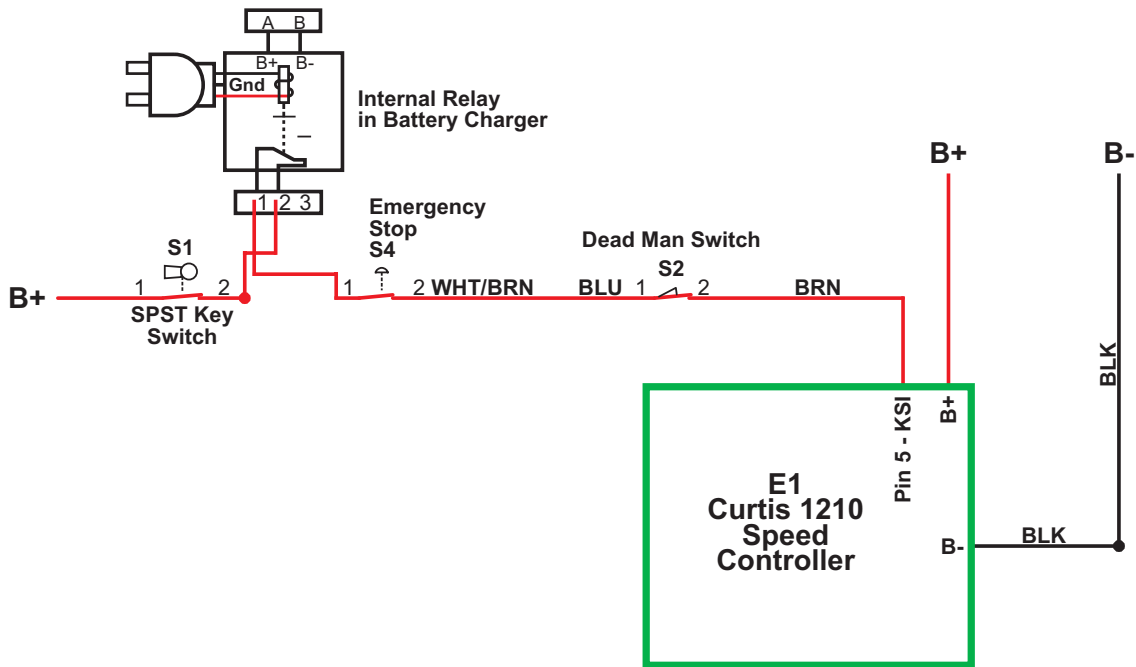 A B
B+ B-
Gnd
Internal Relay
in Battery Charger
1 2 3
B+ B-
Emergency
Stop
S4
Dead Man Switch
S1
S2
B+ 1 2 1 2 WHT/BRN BLU 1 2 BRN
SPST Key
Switch
BLK
Pin 5 - KSI
B+
E1
Curtis 1210
Speed
Controller
B- BLK